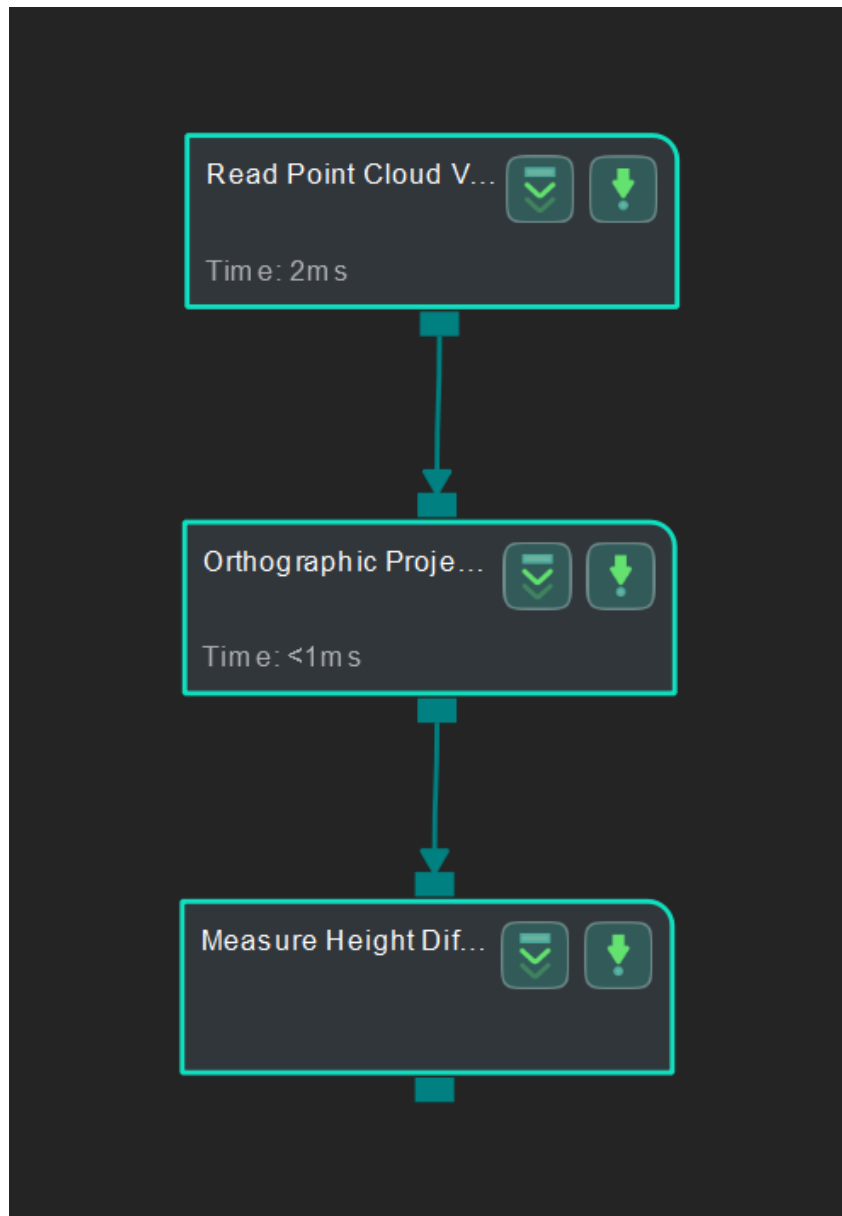 Read Point Cloud V...
Time: 2ms
Orthographic Proje...
Time: <1ms
Measure Height Dif...